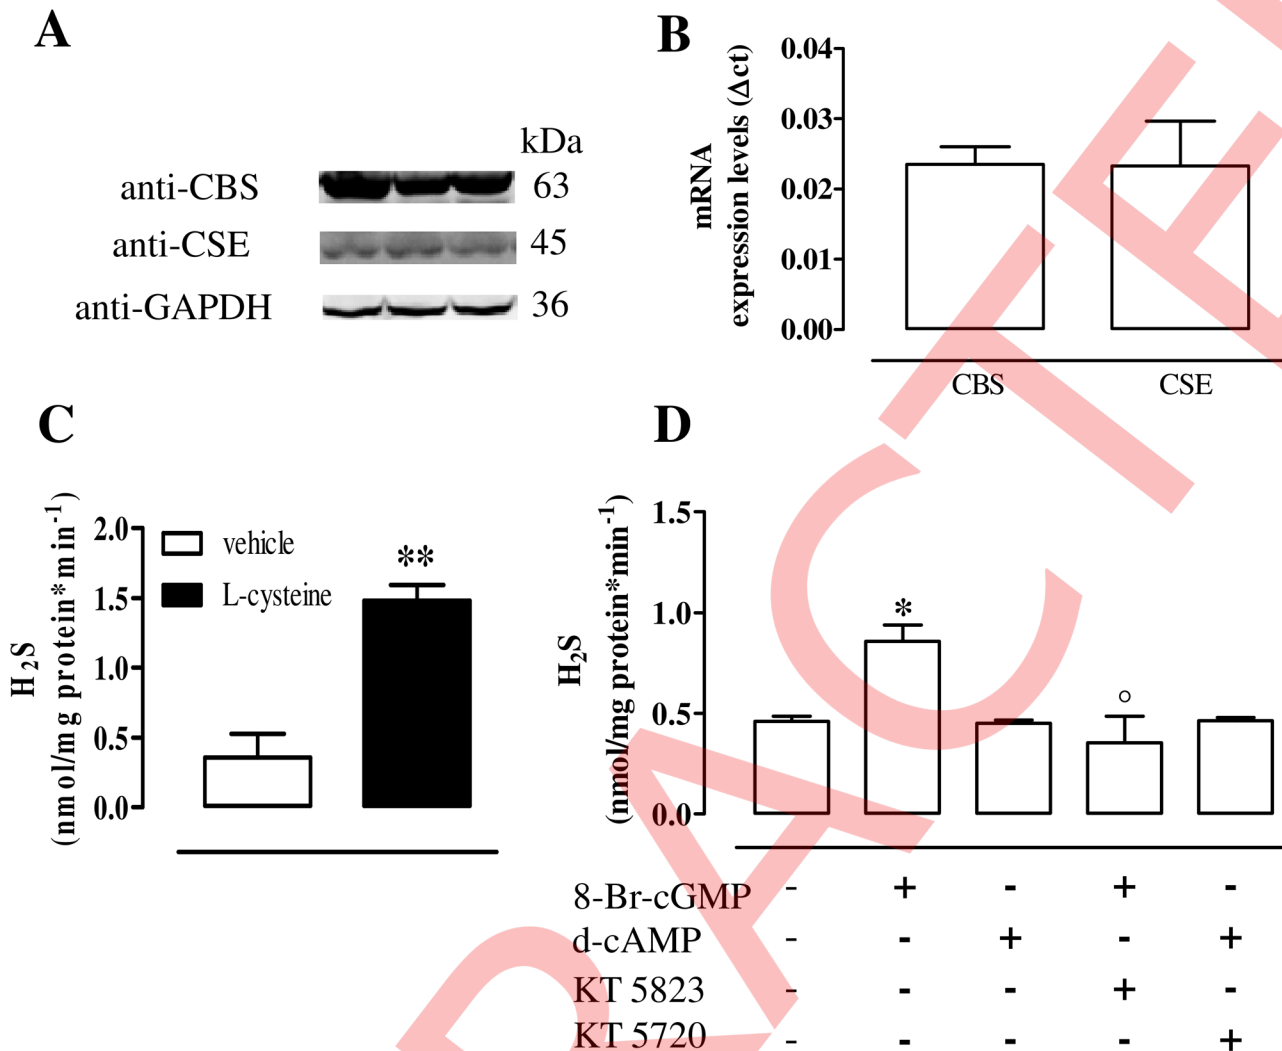 A
kDa
anti-CBS 63
anti-CSE 45
anti-GAPDH 36
B
mRNA
expression levels (Δct)
0.04
0.03
0.02
0.01
0.00
CBS CSE
C
H2S
(nmol/mg protein*min-1)
2.0
1.5
1.0
0.5
0.0
vehicle
L-cysteine
**
D
H2S
(nmol/mg protein*min-1)
1.5
1.0
0.5
0.0
*
°
8-Br-cGMP - + - + -
d-cAMP - - + - +
KT 5823 - - - + -
KT 5720 - - - - +
RACTE